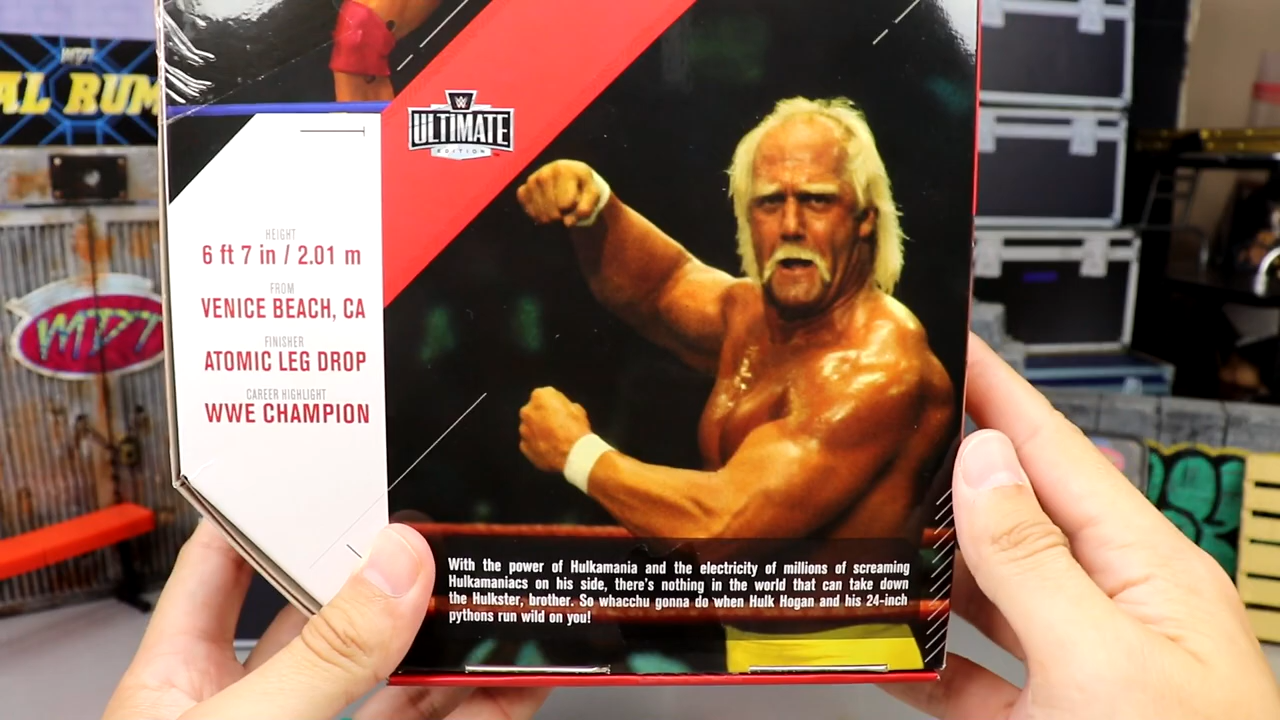 MDT
AL RUM
W
ULTIMATE
EDITION
HEIGHT
6 ft 7 in / 2.01 m
FROM
VENICE BEACH, CA
FINISHER
ATOMIC LEG DROP
CAREER HIGHLIGHT
WWE CHAMPION
MDT
With the power of Hulkamania and the electricity of millions of screaming
Hulkamaniacs on his side, there's nothing in the world that can take down
the Hulkster, brother. So whacchu gonna do when Hulk Hogan and his 24-inch
pythons run wild on you!